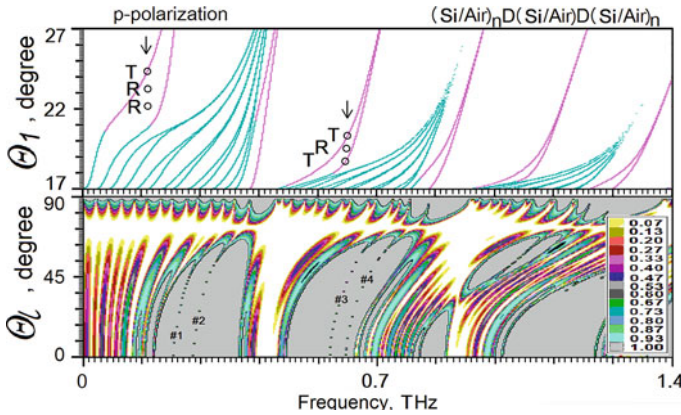 p-polarization
(Si/Air)nD(Si/Air)D(Si/Air)n
27
22
17
Θ1, degree
T
R
R
T
R
T
90
45
0
Θl, degree
#1
#2
#3
#4
0.07
0.13
0.20
0.27
0.33
0.40
0.47
0.53
0.60
0.67
0.73
0.80
0.87
0.93
1.00
0
0.7
1.4
Frequency, THz